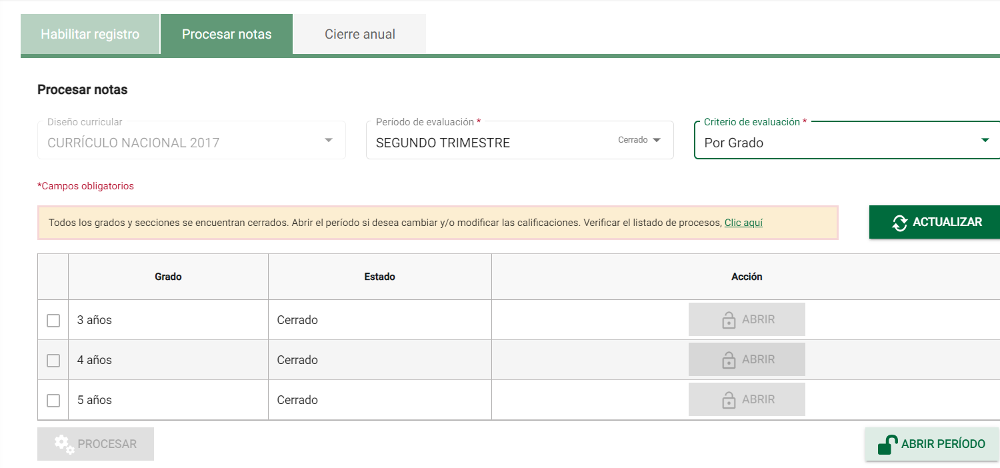 Habilitar registro
Procesar notas
Cierre anual
Procesar notas
Diseño curricular
CURRÍCULO NACIONAL 2017
Período de evaluación *
SEGUNDO TRIMESTRE
Cerrado
Criterio de evaluación *
Por Grado
*Campos obligatorios
Todos los grados y secciones se encuentran cerrados. Abrir el período si desea cambiar y/o modificar las calificaciones. Verificar el listado de procesos, Clic aquí
ACTUALIZAR
Grado Estado Acción
3 años Cerrado ABRIR
4 años Cerrado ABRIR
5 años Cerrado ABRIR
PROCESAR
ABRIR PERÍODO